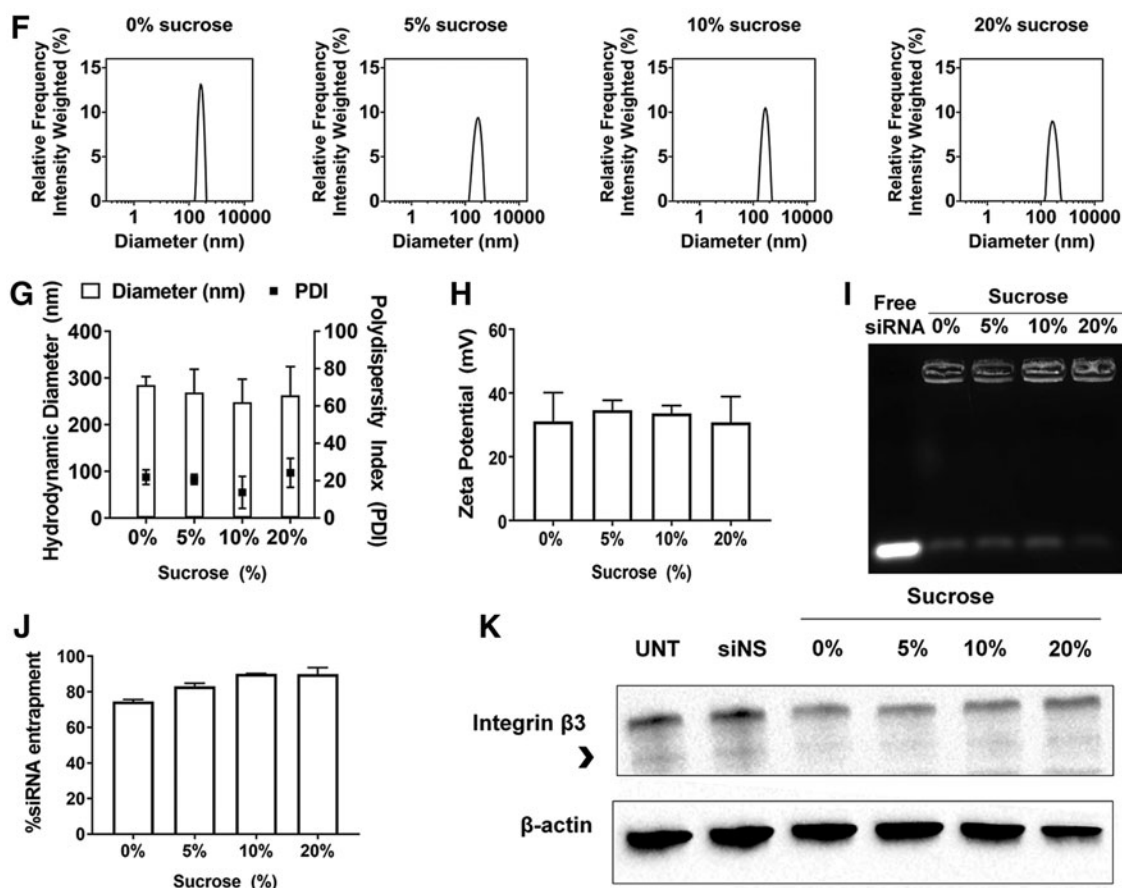 F
0% sucrose
5% sucrose
10% sucrose
20% sucrose
Relative Frequency
Intensity Weighted (%)
15
10
5
0
1
100
10000
Diameter (nm)
Relative Frequency
Intensity Weighted (%)
15
10
5
0
1
100
10000
Diameter (nm)
Relative Frequency
Intensity Weighted (%)
15
10
5
0
1
100
10000
Diameter (nm)
Relative Frequency
Intensity Weighted (%)
15
10
5
0
1
100
10000
Diameter (nm)
G
Diameter (nm)
PDI
Hydrodynamic Diameter (nm)
400
300
200
100
0
Polydispersity
Index (PDI)
100
80
60
40
20
0
0% 5% 10% 20%
Sucrose (%)
H
Zeta Potential (mV)
60
40
20
0
0% 5% 10% 20%
Sucrose (%)
I
Free
siRNA
Sucrose
0% 5% 10% 20%
J
%siRNA entrapment
100
80
60
40
20
0
0% 5% 10% 20%
Sucrose (%)
K
Sucrose
UNT siNS 0% 5% 10% 20%
Integrin β3
β-actin